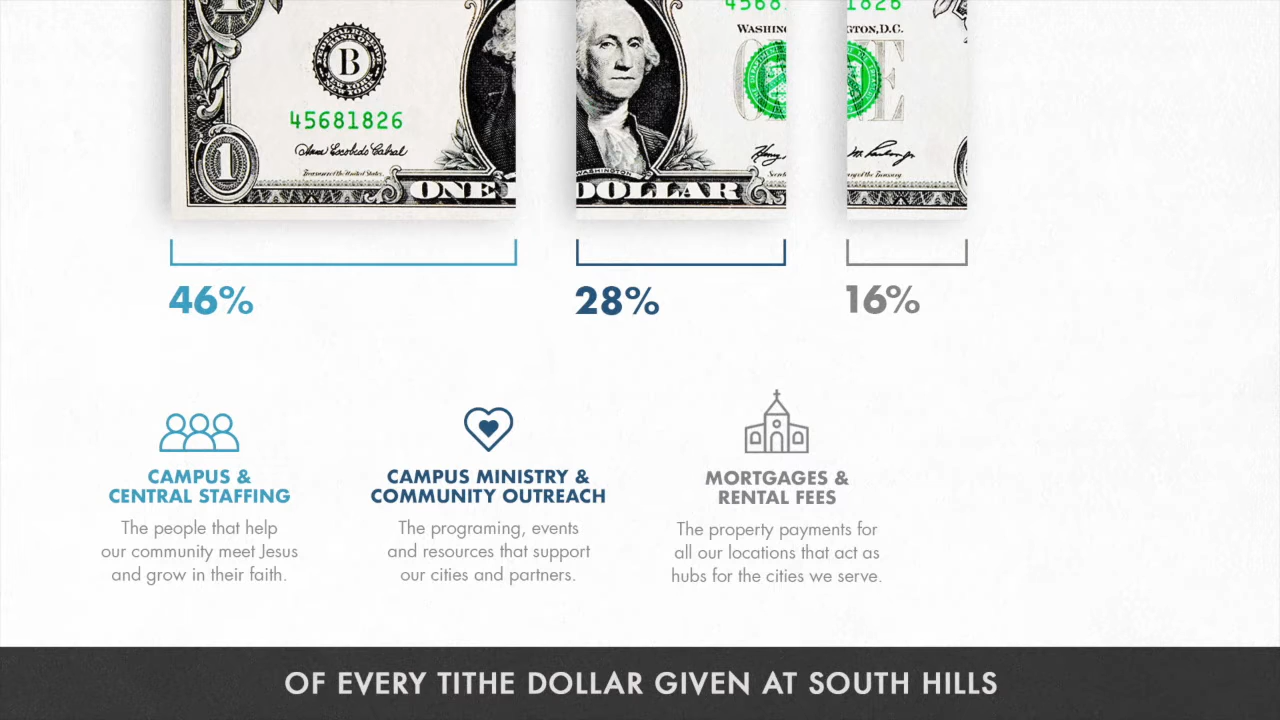 45681826
WASHINGTON,D.C.
B
45681826
1
ONE DOLLAR
WASHINGTON
46%
28%
16%
CAMPUS &
CENTRAL STAFFING
The people that help
our community meet Jesus
and grow in their faith.
CAMPUS MINISTRY &
COMMUNITY OUTREACH
The programing, events
and resources that support
our cities and partners.
MORTGAGES &
RENTAL FEES
The property payments for
all our locations that act as
hubs for the cities we serve.
OF EVERY TITHE DOLLAR GIVEN AT SOUTH HILLS